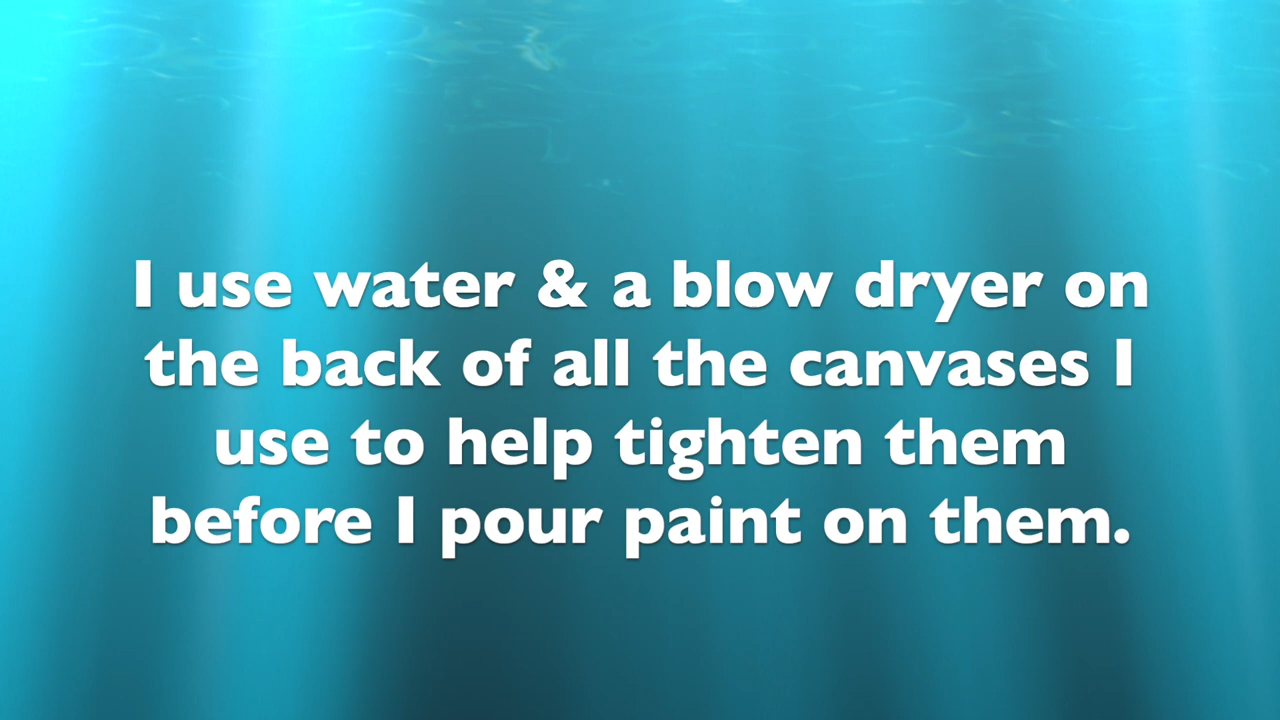 I use water & a blow dryer on
the back of all the canvases I
use to help tighten them
before I pour paint on them.